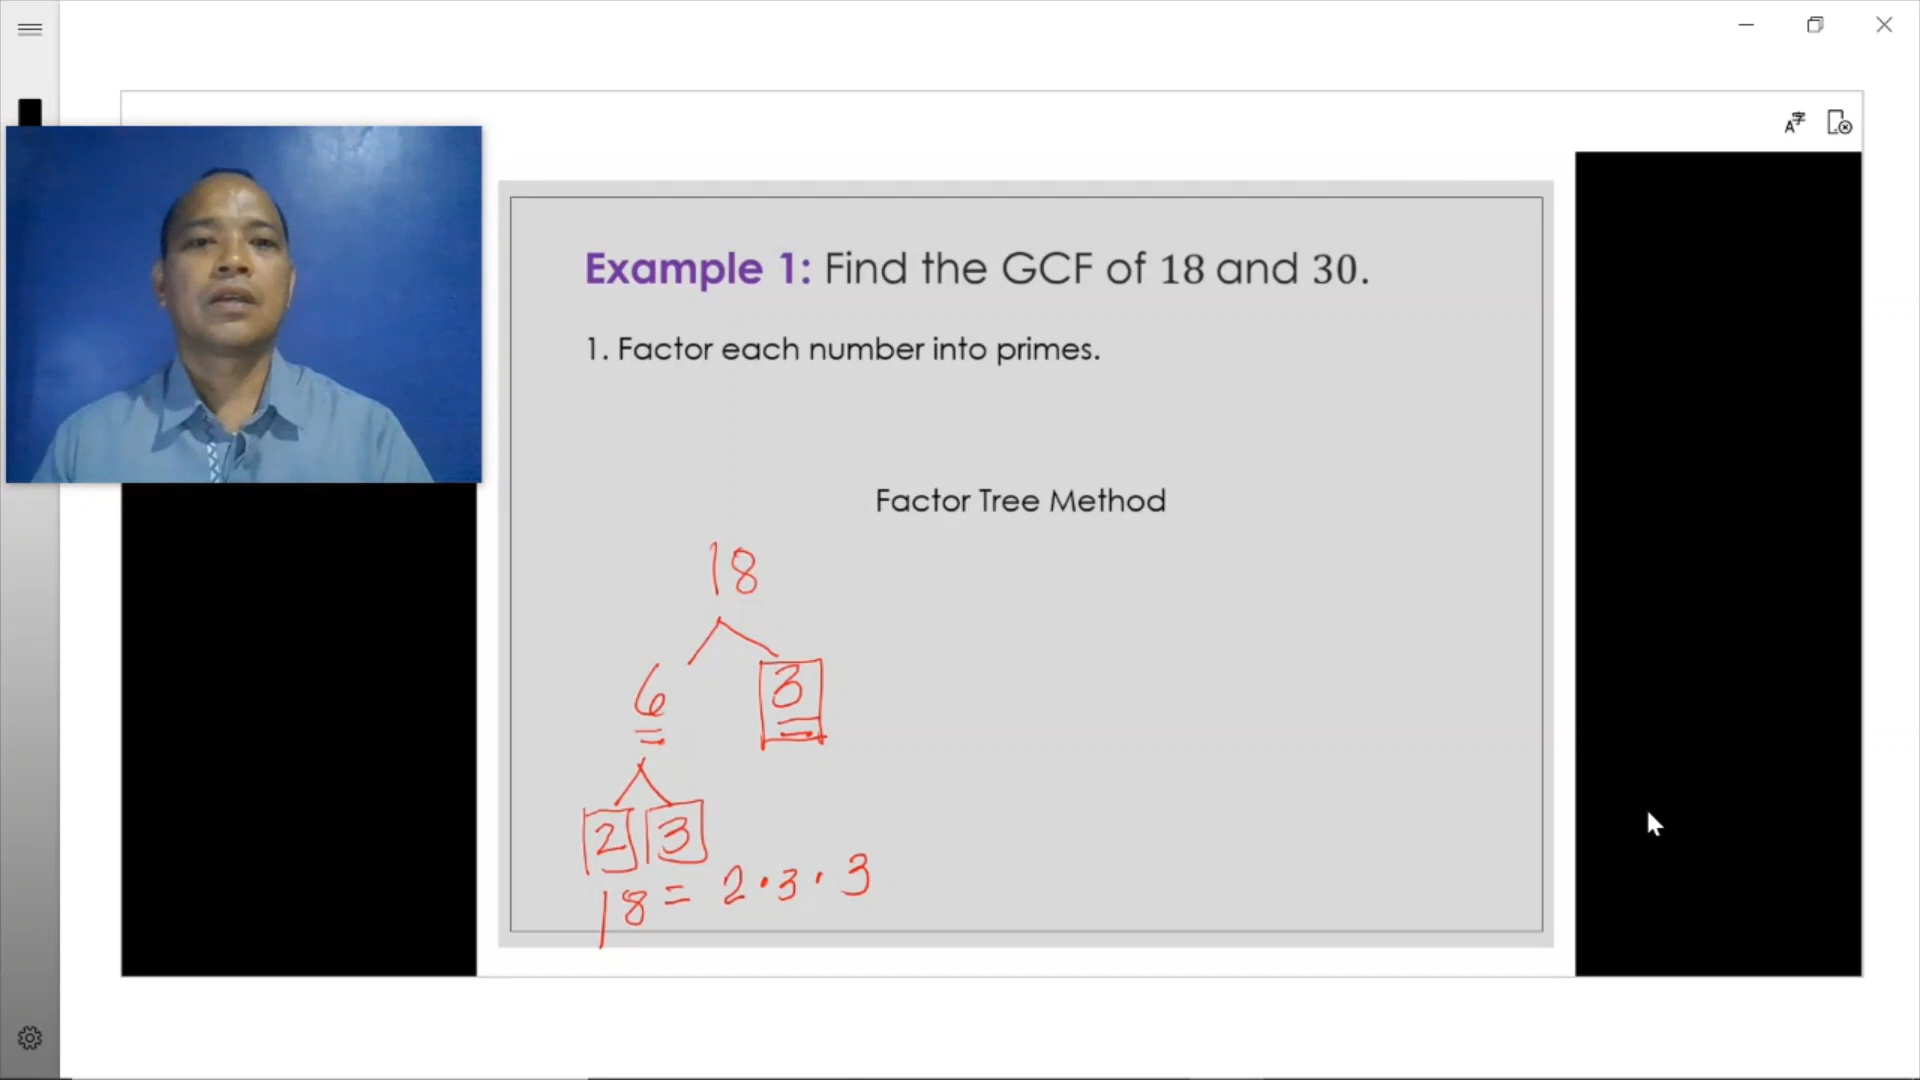 Example 1: Find the GCF of 18 and 30.
1. Factor each number into primes.
Factor Tree Method
18
6 3
2 3
18 = 2 · 3 · 3